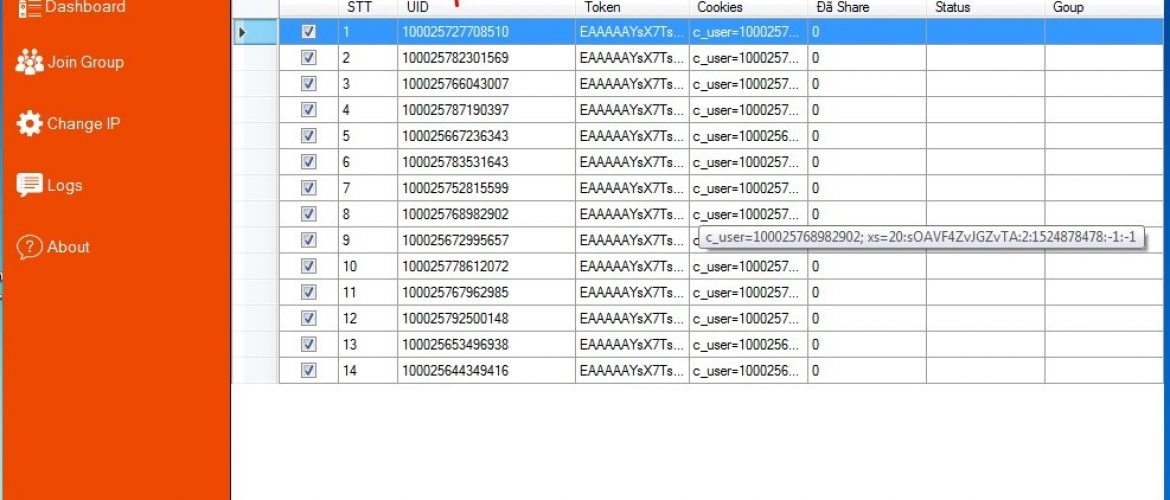 Dashboard
Join Group
Change IP
Logs
About
STT UID Token Cookies Đã Share Status Goup
1 100025727708510 EAAAAAYsX7Ts... c_user=1000257... 0
2 100025782301569 EAAAAAYsX7Ts... c_user=1000257... 0
3 100025766043007 EAAAAAYsX7Ts... c_user=1000257... 0
4 100025787190397 EAAAAAYsX7Ts... c_user=1000257... 0
5 100025667236343 EAAAAAYsX7Ts... c_user=1000256... 0
6 100025783531643 EAAAAAYsX7Ts... c_user=1000257... 0
7 100025752815599 EAAAAAYsX7Ts... c_user=1000257... 0
8 100025768982902 EAAAAAYsX7Ts... c_user=1000257... 0
9 100025672995657 EAAAAAYsX7Ts... c_user=100025768982902; xs=20:sOAVF4ZvJGZvTA:2:1524878478:-1:-1
10 100025778612072 EAAAAAYsX7Ts... c_user=1000257... 0
11 100025767962985 EAAAAAYsX7Ts... c_user=1000257... 0
12 100025792500148 EAAAAAYsX7Ts... c_user=1000257... 0
13 100025653496938 EAAAAAYsX7Ts... c_user=1000256... 0
14 100025644349416 EAAAAAYsX7Ts... c_user=1000256... 0